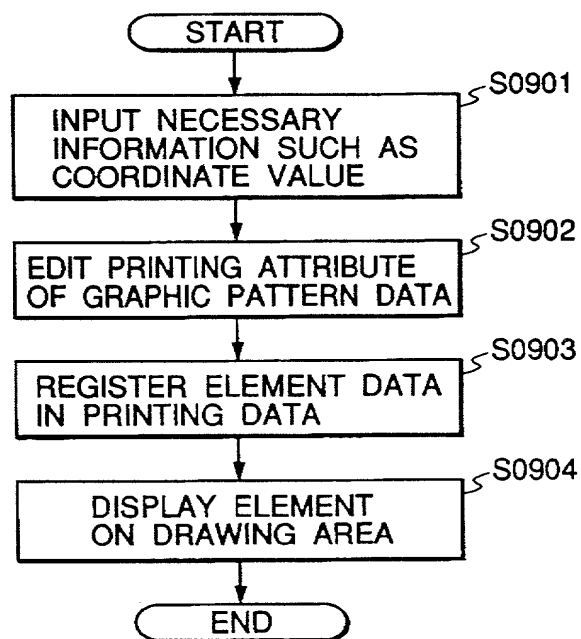 START
S0901
INPUT NECESSARY
INFORMATION SUCH AS
COORDINATE VALUE
S0902
EDIT PRINTING ATTRIBUTE
OF GRAPHIC PATTERN DATA
S0903
REGISTER ELEMENT DATA
IN PRINTING DATA
S0904
DISPLAY ELEMENT
ON DRAWING AREA
END